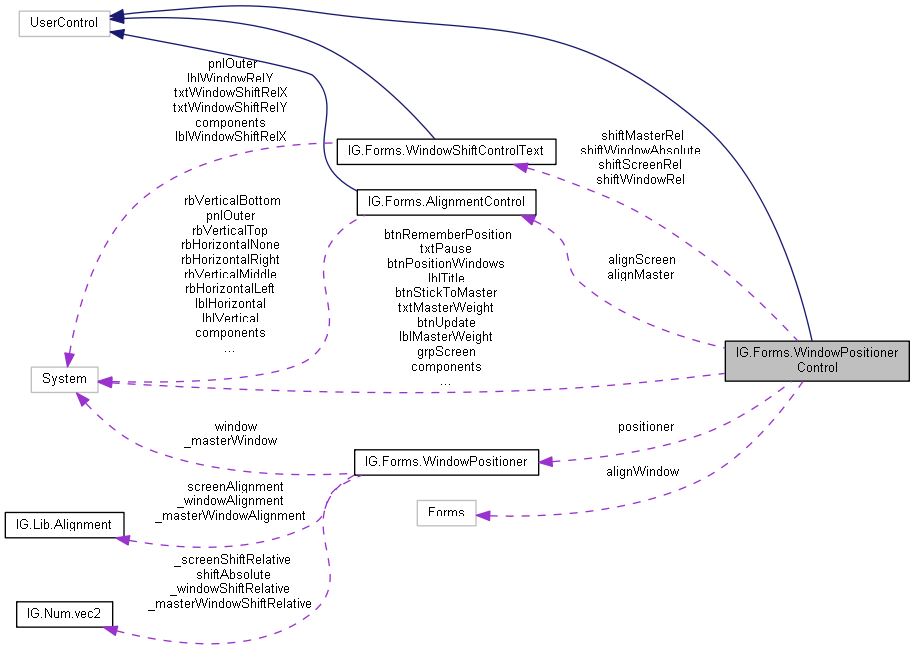 UserControl
pnlOuter
lblWindowRelY
txtWindowShiftRelX
txtWindowShiftRelY
components
lblWindowShiftRelX
IG.Forms.WindowShiftControlText
shiftMasterRel
shiftWindowAbsolute
shiftScreenRel
shiftWindowRel
rbVerticalBottom
pnlOuter
rbVerticalTop
rbHorizontalNone
rbHorizontalRight
rbVerticalMiddle
rbHorizontalLeft
lblHorizontal
lblVertical
components
...
IG.Forms.AlignmentControl
btnRememberPosition
txtPause
btnPositionWindows
lblTitle
btnStickToMaster
txtMasterWeight
btnUpdate
lblMasterWeight
grpScreen
components
...
alignScreen
alignMaster
IG.Forms.WindowPositioner
Control
System
window
_masterWindow
positioner
IG.Forms.WindowPositioner
alignWindow
screenAlignment
_windowAlignment
_masterWindowAlignment
Forms
IG.Lib.Alignment
_screenShiftRelative
shiftAbsolute
_windowShiftRelative
_masterWindowShiftRelative
IG.Num.vec2